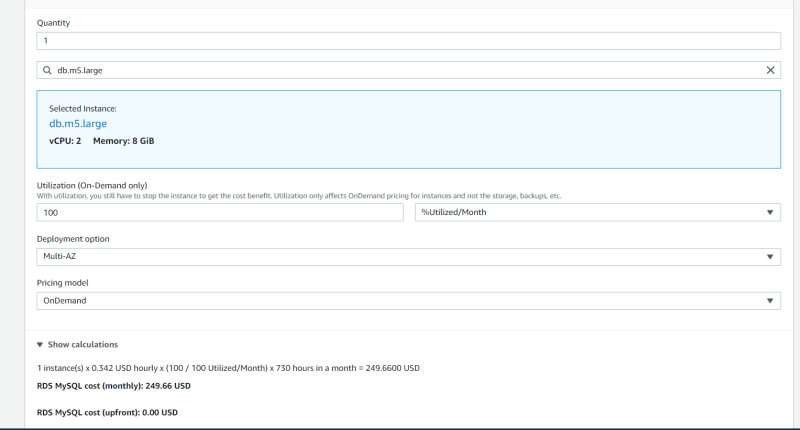 Quantity
1
db.m5.large
Selected Instance:
db.m5.large
vCPU: 2 Memory: 8 GiB
Utilization (On-Demand only)
With utilization, you still have to stop the instance to get the cost benefit. Utilization only affects OnDemand pricing for instances and not the storage, backups, etc.
100 %Utilized/Month
Deployment option
Multi-AZ
Pricing model
OnDemand
Show calculations
1 instance(s) x 0.342 USD hourly x (100 / 100 Utilized/Month) x 730 hours in a month = 249.6600 USD
RDS MySQL cost (monthly): 249.66 USD
RDS MySQL cost (upfront): 0.00 USD